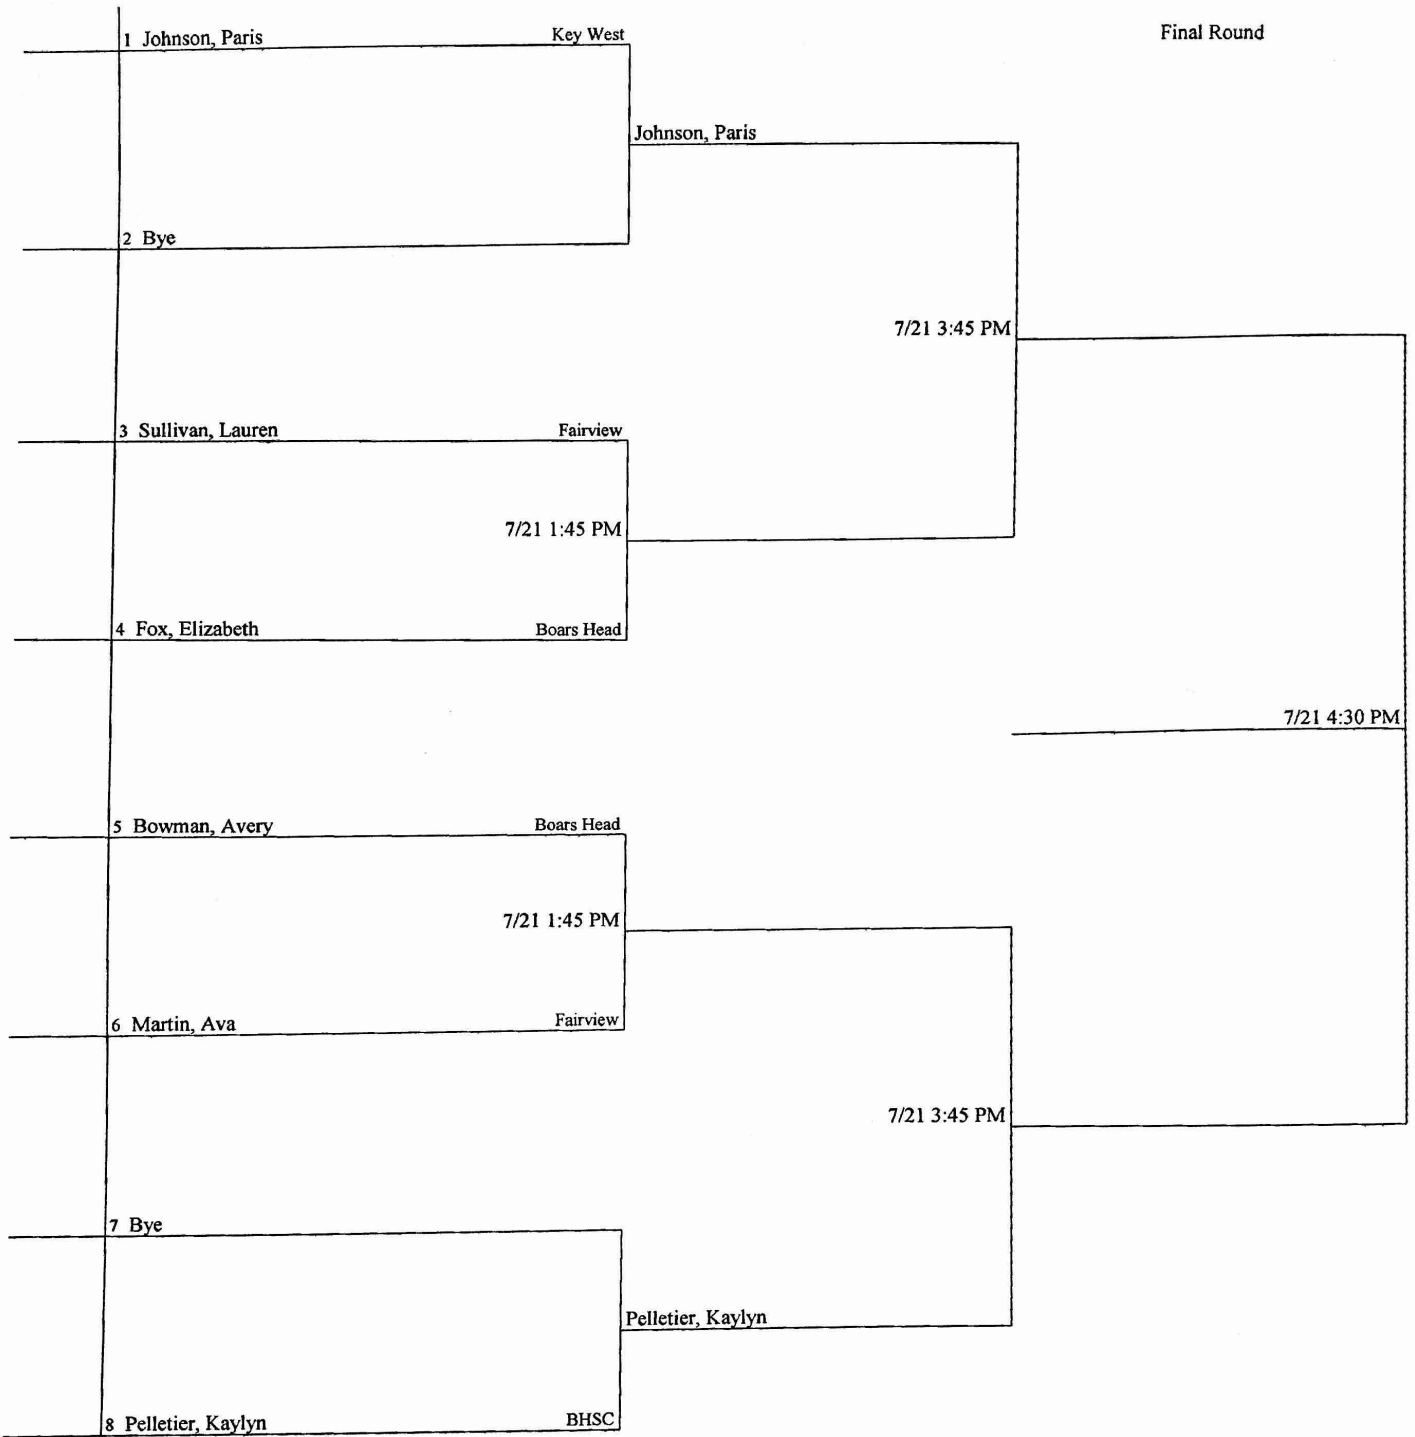 Final Round
1 Johnson, Paris Key West
Johnson, Paris
2 Bye
7/21 3:45 PM
3 Sullivan, Lauren Fairview
7/21 1:45 PM
4 Fox, Elizabeth Boars Head
7/21 4:30 PM
5 Bowman, Avery Boars Head
7/21 1:45 PM
6 Martin, Ava Fairview
7/21 3:45 PM
7 Bye
Pelletier, Kaylyn
8 Pelletier, Kaylyn BHSC